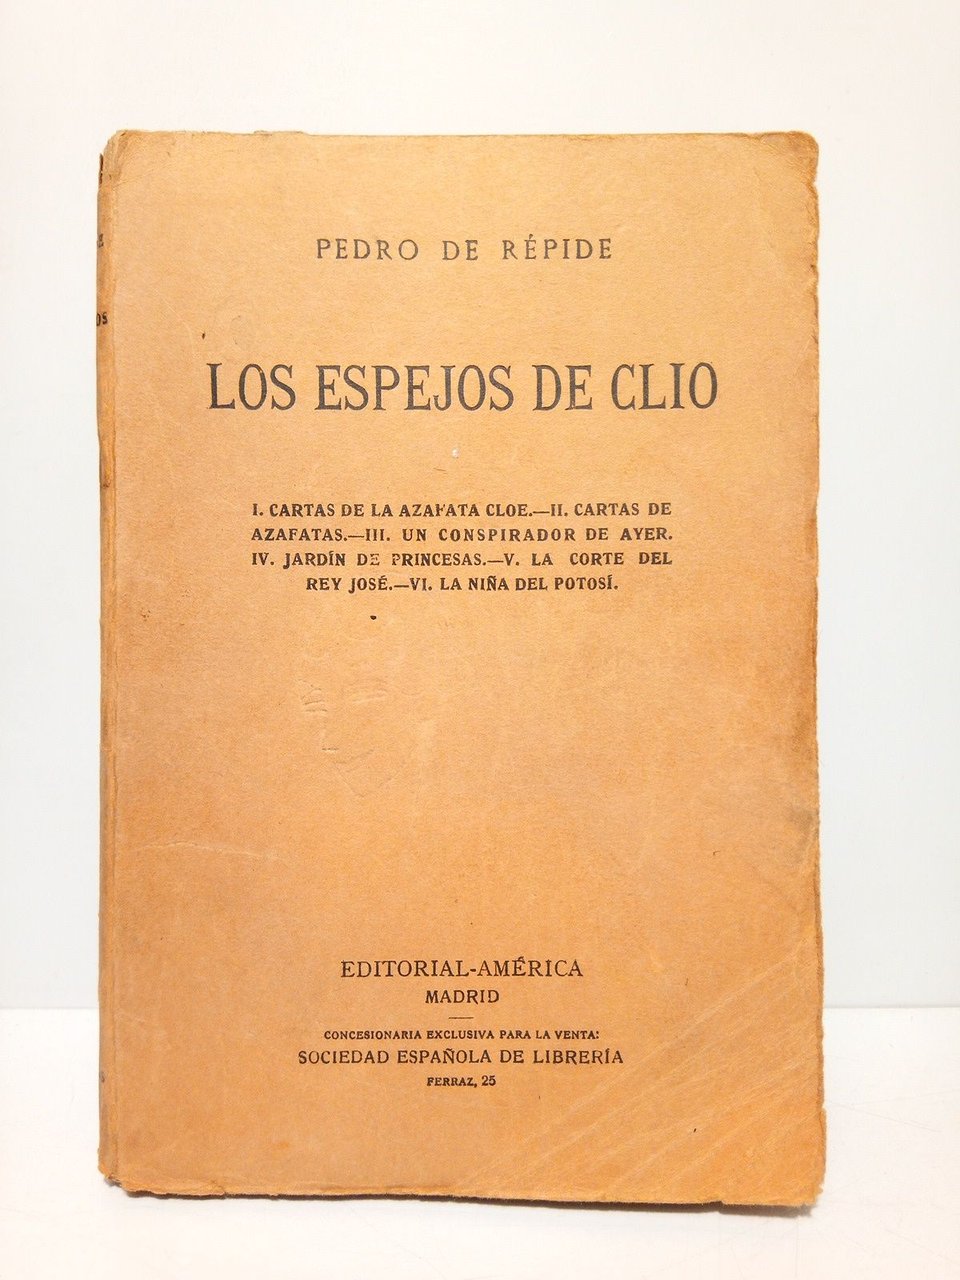 PEDRO DE RÉPIDE
LOS ESPEJOS DE CLIO
I. CARTAS DE LA AZAFATA CLOE.—II. CARTAS DE
AZAFATAS.—III. UN CONSPIRADOR DE AYER.
IV. JARDÍN DE PRINCESAS.—V. LA CORTE DEL
REY JOSÉ.—VI. LA NIÑA DEL POTOSÍ.
EDITORIAL-AMÉRICA
MADRID
CONCESIONARIA EXCLUSIVA PARA LA VENTA:
SOCIEDAD ESPAÑOLA DE LIBRERÍA
FERRAZ, 25